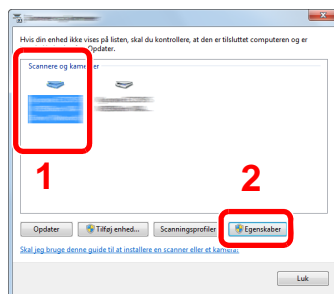 Hvis din enhed ikke vises på listen, skal du kontrollere, at den er tilsluttet computeren og er
Opdater.
Scannere og kameraer
1
2
Opdater
Tilføj enhed...
Scanningsprofiler
Egenskaber
Skal jeg bruge denne guide til at installere en scanner eller et kamera?
Luk